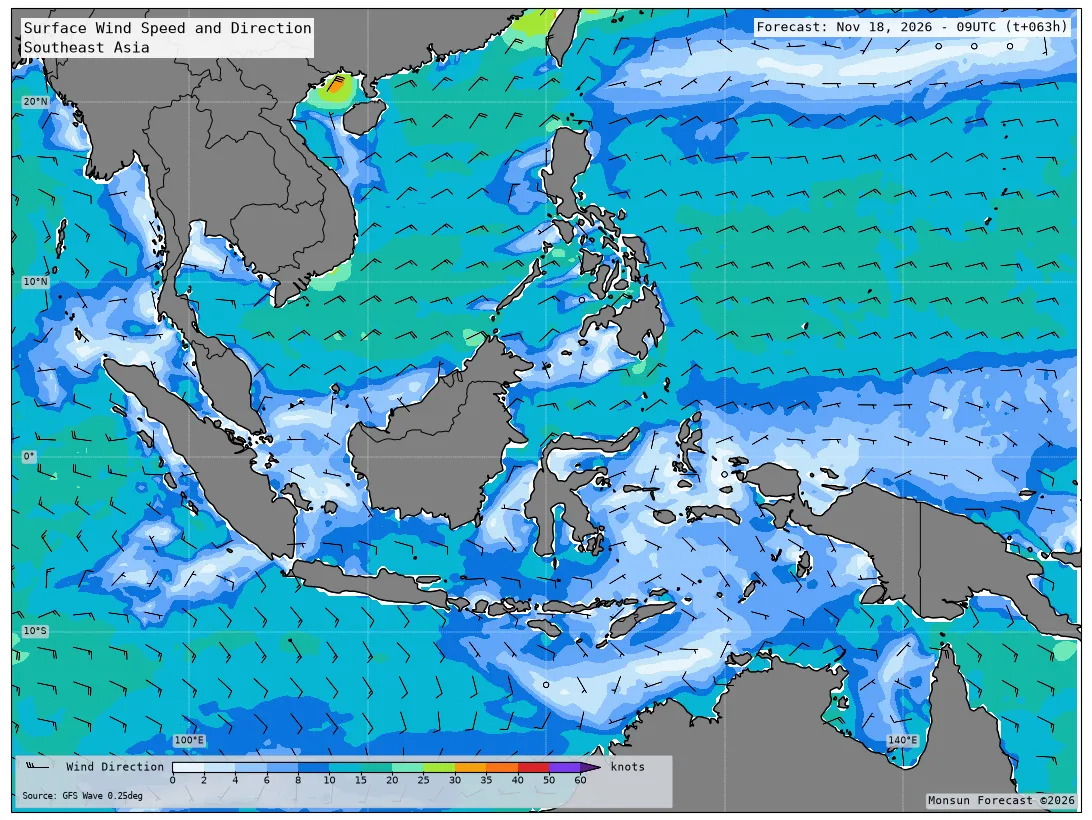 Surface Wind Speed and Direction
Southeast Asia
Forecast: Nov 18, 2026 - 09UTC (t+063h)
20°N
10°N
0°
10°S
100°E
140°E
Wind Direction
0 2 4 6 8 10 15 20 25 30 35 40 50 60
knots
Source: GFS Wave 0.25deg
Monsun Forecast ©2026